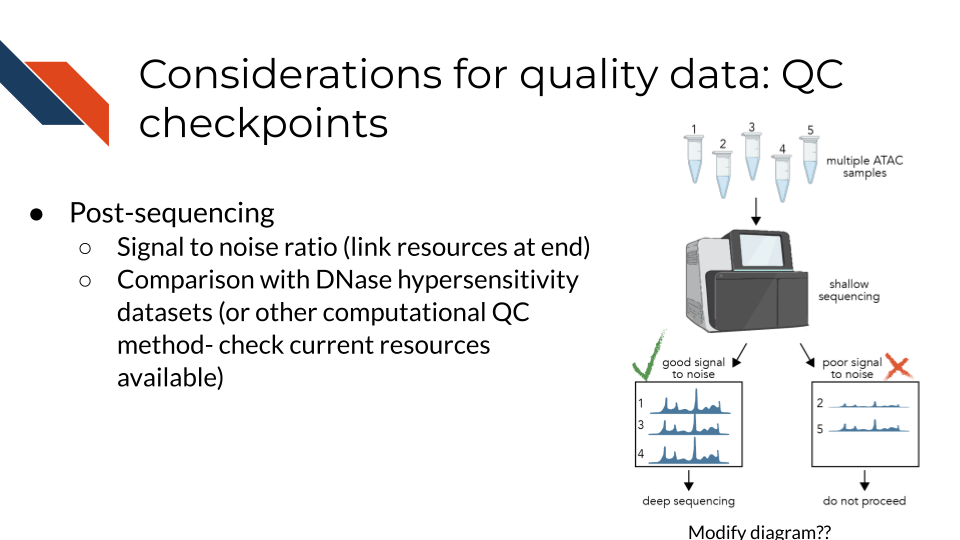 Considerations for quality data: QC
checkpoints
● Post-sequencing
○ Signal to noise ratio (link resources at end)
○ Comparison with DNase hypersensitivity
datasets (or other computational QC
method- check current resources
available)
1
2
3
4
5
multiple ATAC
samples
shallow
sequencing
good signal
to noise
poor signal
to noise
1
3
4
2
5
deep sequencing
do not proceed
Modify diagram??